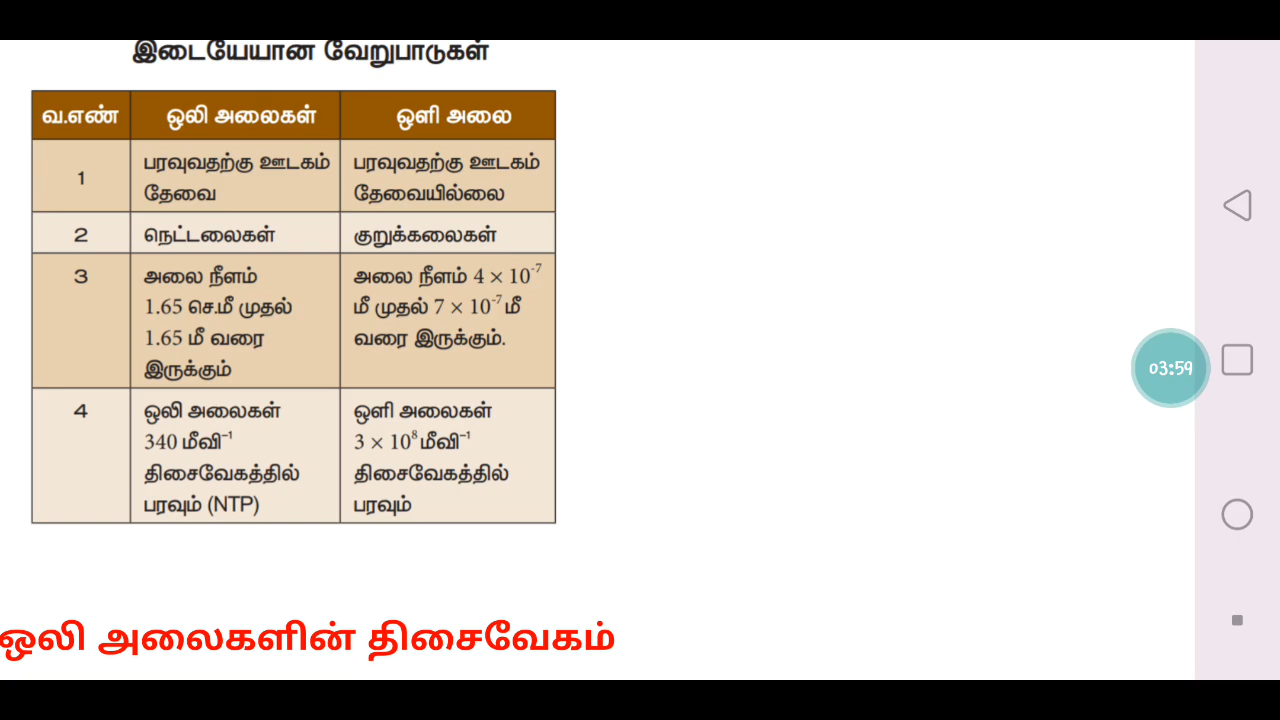 இடையேயான வேறுபாடுகள்
வ.எண் ஒலி அலைகள் ஒளி அலை
1 பரவுவதற்கு ஊடகம் தேவை பரவுவதற்கு ஊடகம் தேவையில்லை
2 நெட்டலைகள் குறுக்கலைகள்
3 அலை நீளம் 1.65 செ.மீ முதல் 1.65 மீ வரை இருக்கும் அலை நீளம் 4 × 10⁻⁷ மீ முதல் 7 × 10⁻⁷ மீ வரை இருக்கும்.
4 ஒலி அலைகள் 340 மீவி⁻¹ திசைவேகத்தில் பரவும் (NTP) ஒளி அலைகள் 3 × 10⁸ மீவி⁻¹ திசைவேகத்தில் பரவும்
03:59
ஒலி அலைகளின் திசைவேகம்